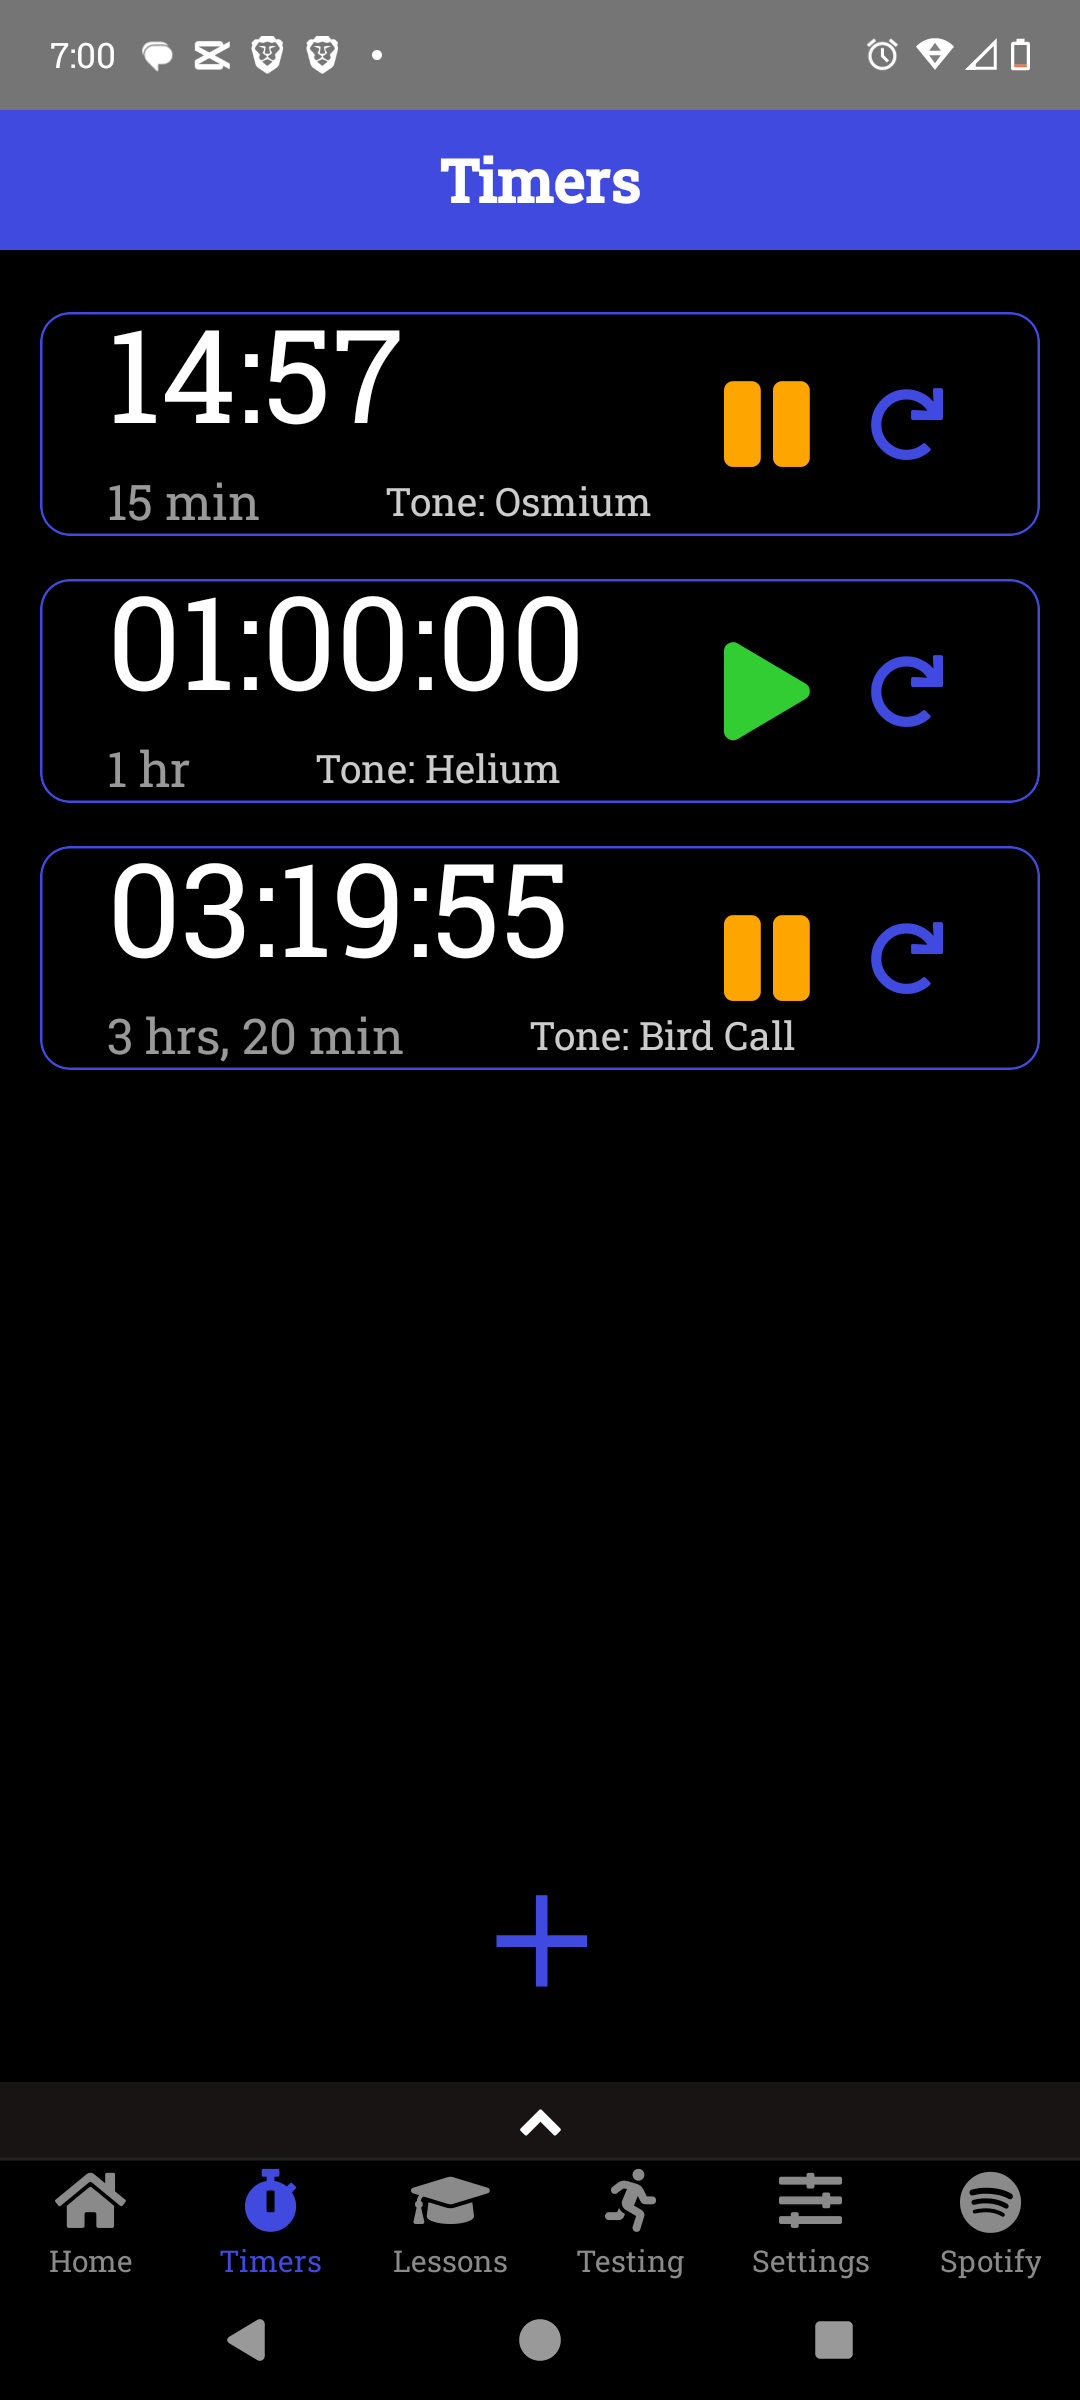 7:00
Timers
14:57
15 min Tone: Osmium
01:00:00
1 hr Tone: Helium
03:19:55
3 hrs, 20 min Tone: Bird Call
Home Timers Lessons Testing Settings Spotify